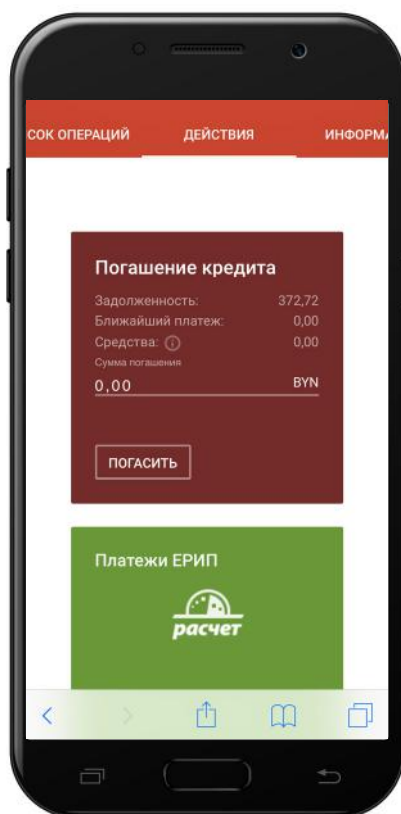 СОК ОПЕРАЦИЙ ДЕЙСТВИЯ ИНФОРМА
Погашение кредита
Задолженность: 372,72
Ближайший платеж: 0,00
Средства: 0,00
Сумма погашения
0,00 BYN
ПОГАСИТЬ
Платежи ЕРИП
расчет